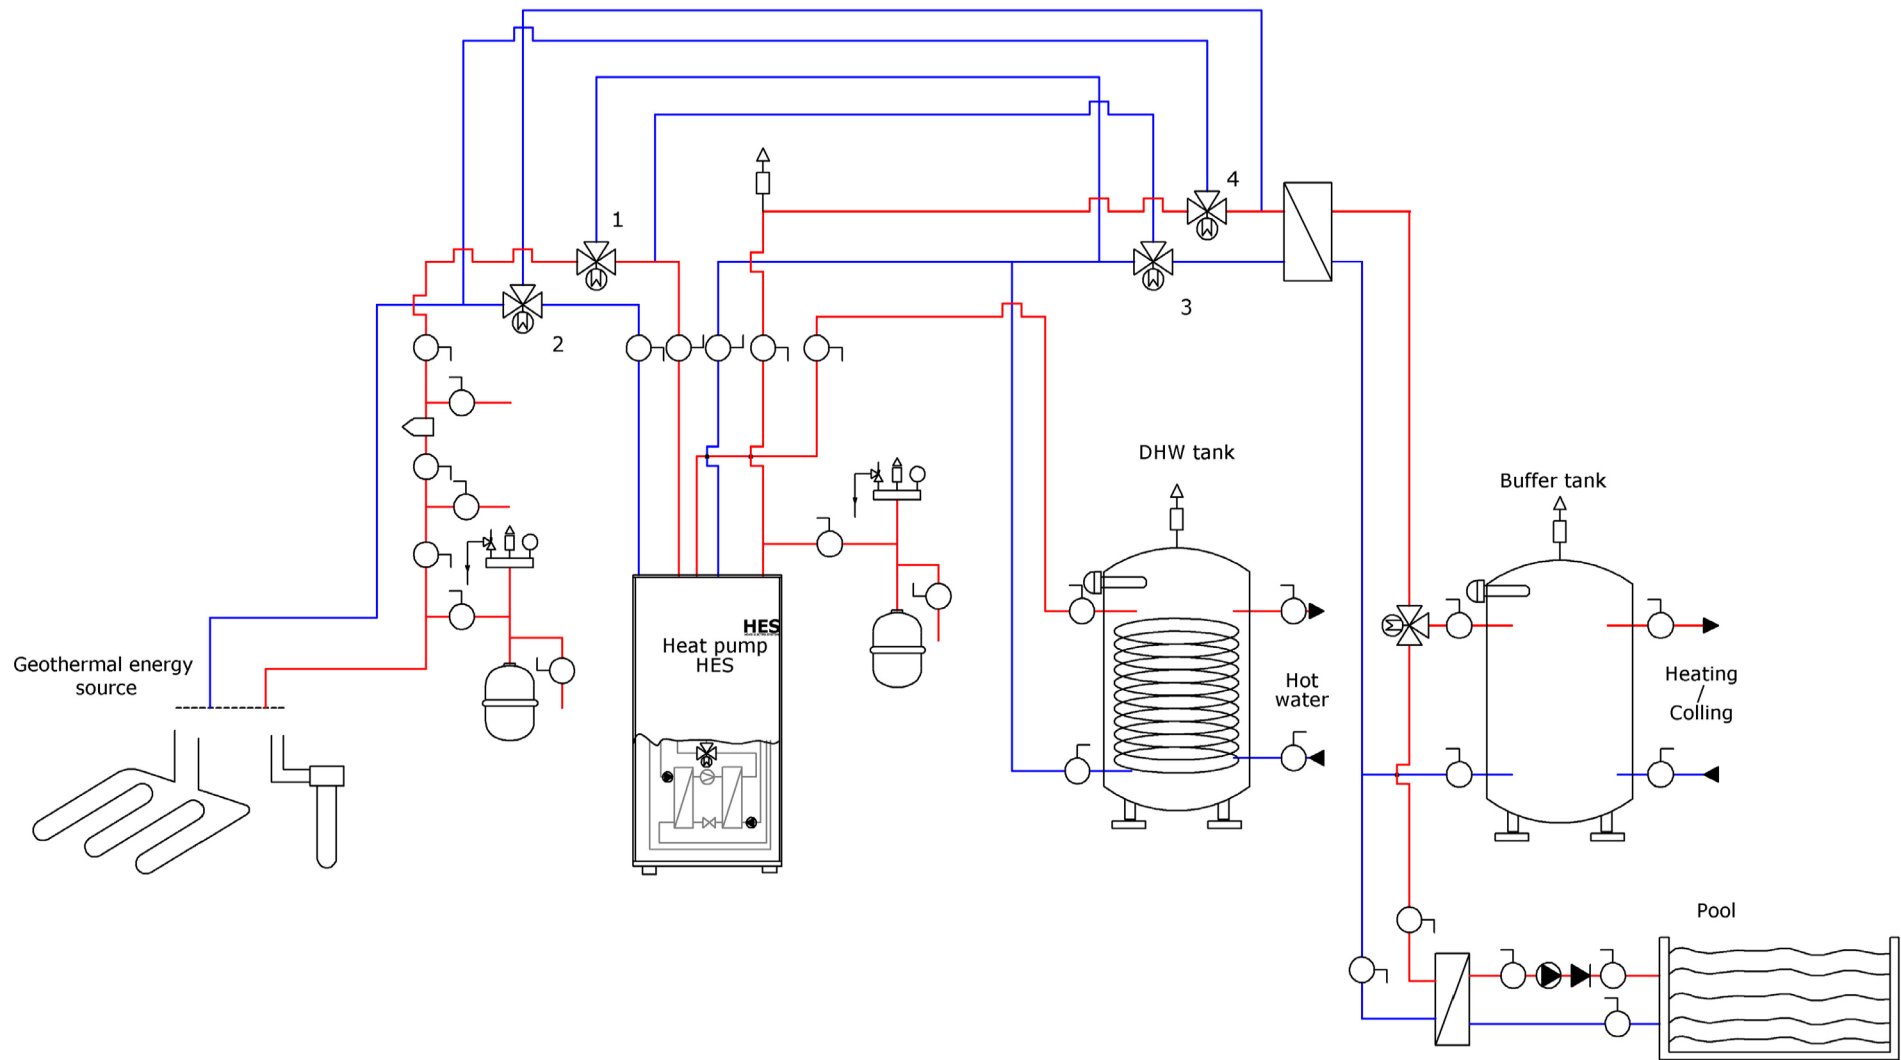 4
1
3
2
DHW tank
Buffer tank
HES
Heat pump
HES
Geothermal energy
source
Hot
water
Heating
/
Colling
Pool